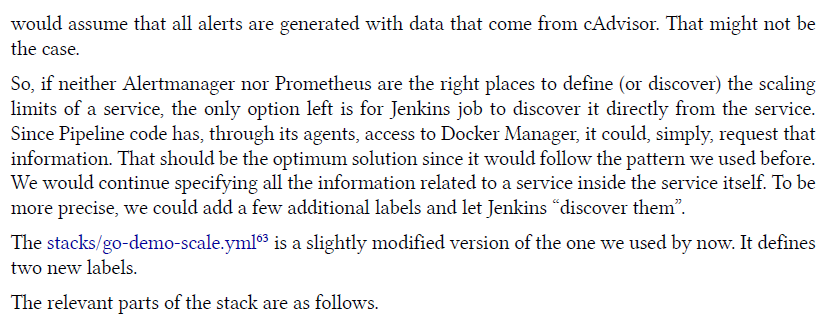 would assume that all alerts are generated with data that come from cAdvisor. That might not be
the case.
So, if neither Alertmanager nor Prometheus are the right places to define (or discover) the scaling
limits of a service, the only option left is for Jenkins job to discover it directly from the service.
Since Pipeline code has, through its agents, access to Docker Manager, it could, simply, request that
information. That should be the optimum solution since it would follow the pattern we used before.
We would continue specifying all the information related to a service inside the service itself. To be
more precise, we could add a few additional labels and let Jenkins “discover them”.
The stacks/go-demo-scale.yml⁶³ is a slightly modified version of the one we used by now. It defines
two new labels.
The relevant parts of the stack are as follows.